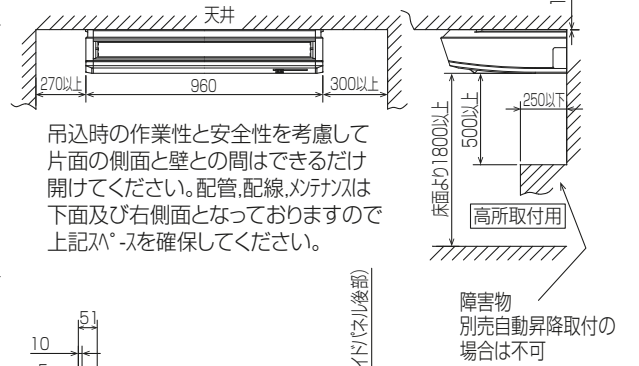 天井
270以上
960
300以上
吊込時の作業性と安全性を考慮して
片面の側面と壁との間はできるだけ
開けてください。配管,配線,ﾒﾝﾃﾅﾝｽは
下面及び右側面となっておりますので
上記ｽﾍﾟｰｽを確保してください。
床面より1800以上
500以上
250以下
高所取付用
障害物
別売自動昇降取付の
場合は不可
51
10
イドパネル後部)